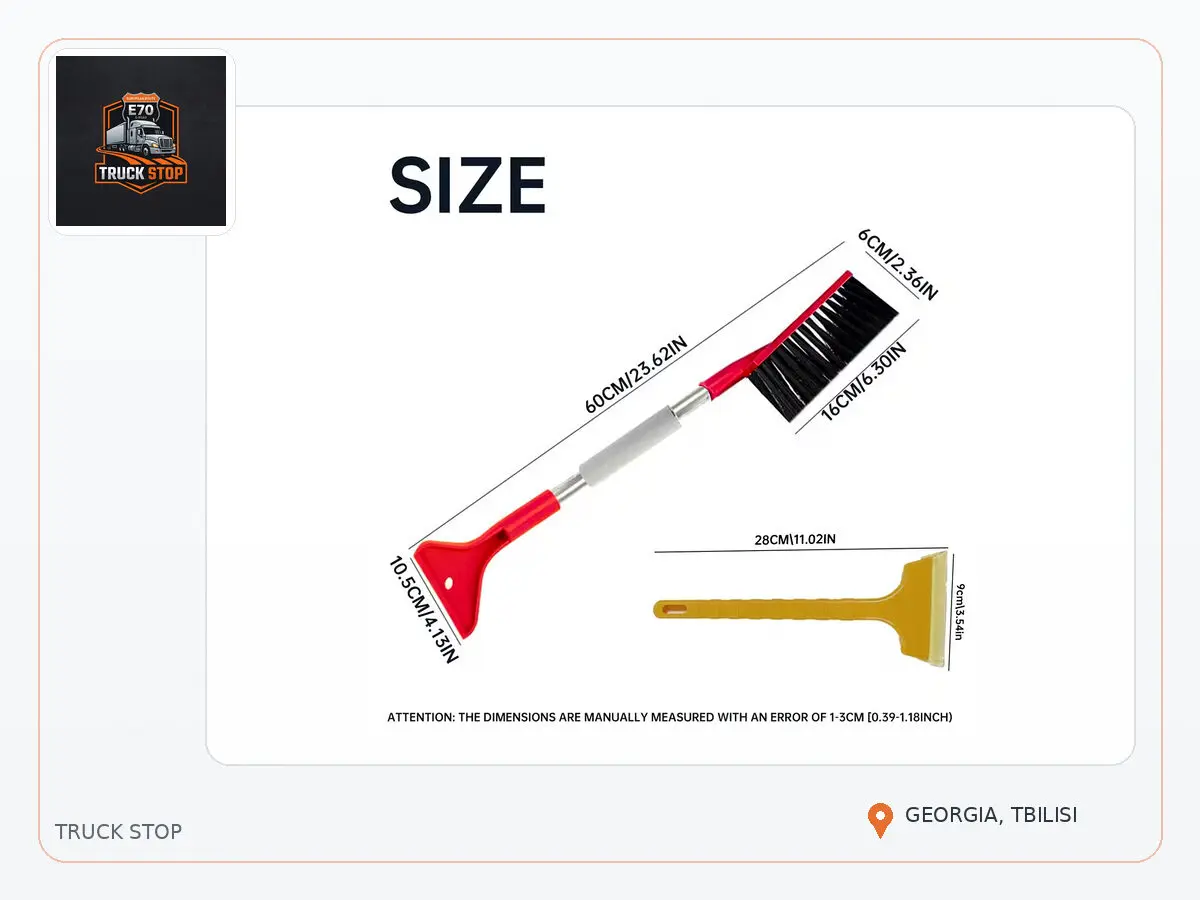 E70
TRUCK STOP
SIZE
6CM/2.36IN
60CM/23.62IN
16CM/6.30IN
10.5CM/4.13IN
28CM\11.02IN
9cm\3.54in
ATTENTION: THE DIMENSIONS ARE MANUALLY MEASURED WITH AN ERROR OF 1-3CM [0.39-1.18INCH)
GEORGIA, TBILISI
TRUCK STOP